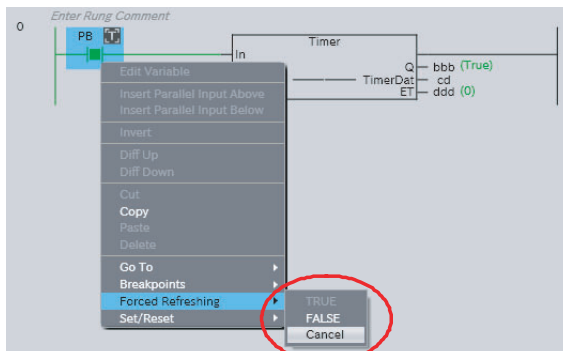 Enter Rung Comment
0
PB T
Timer
In
Q bbb (True)
TimerDat cd
ET ddd (0)
Edit Variable
Insert Parallel Input Above
Insert Parallel Input Below
Invert
Diff Up
Diff Down
Cut
Copy
Paste
Delete
Go To
Breakpoints
Forced Refreshing
Set/Reset
TRUE
FALSE
Cancel